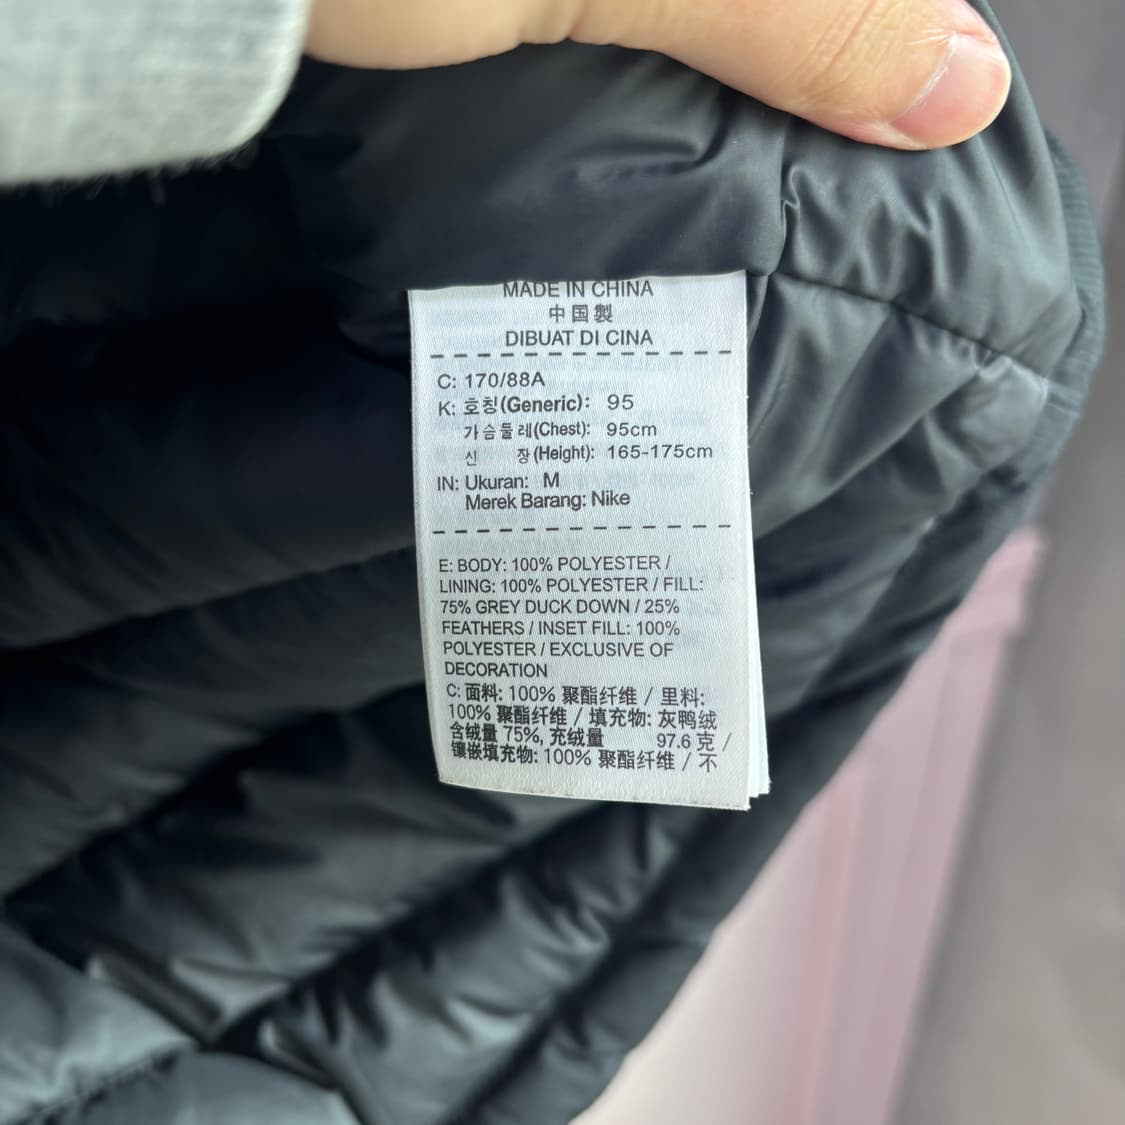 MADE IN CHINA
中国製
DIBUAT DI CINA
C: 170/88A
K: 호칭(Generic): 95
가슴둘레(Chest): 95cm
신 장(Height): 165-175cm
IN: Ukuran: M
Merek Barang: Nike
E: BODY: 100% POLYESTER /
LINING: 100% POLYESTER / FILL:
75% GREY DUCK DOWN / 25%
FEATHERS / INSET FILL: 100%
POLYESTER / EXCLUSIVE OF
DECORATION
C: 面料: 100% 聚酯纤维 / 里料:
100% 聚酯纤维 / 填充物: 灰鸭绒
含绒量 75%, 充绒量 97.6 克 /
镶嵌填充物: 100% 聚酯纤维 / 不